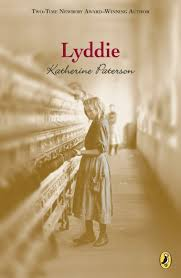 TWO-TIME NEWBERY AWARD–WINNING AUTHOR
Lyddie
Katherine Paterson